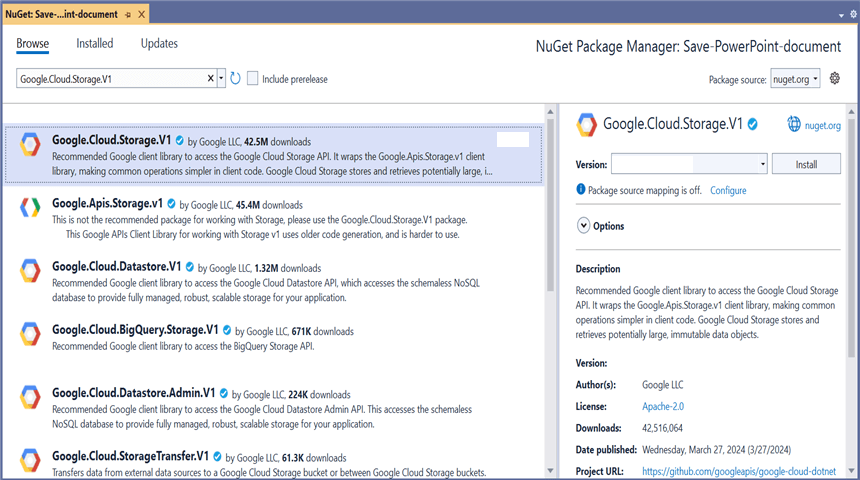 NuGet: Save-...int-document
Browse
Installed
Updates
NuGet Package Manager: Save-PowerPoint-document
Google.Cloud.Storage.V1
Include prerelease
Package source: nuget.org
Google.Cloud.Storage.V1 by Google LLC, 42.5M downloads
Recommended Google client library to access the Google Cloud Storage API. It wraps the Google.Apis.Storage.v1 client
library, making common operations simpler in client code. Google Cloud Storage stores and retrieves potentially large, i...
Google.Apis.Storage.v1 by Google LLC, 45.4M downloads
This is not the recommended package for working with Storage, please use the Google.Cloud.Storage.V1 package.
This Google APIs Client Library for working with Storage v1 uses older code generation, and is harder to use.
Google.Cloud.Datastore.V1 by Google LLC, 1.32M downloads
Recommended Google client library to access the Google Cloud Datastore API, which accesses the schemaless NoSQL
database to provide fully managed, robust, scalable storage for your application.
Google.Cloud.BigQuery.Storage.V1 by Google LLC, 671K downloads
Recommended Google client library to access the BigQuery Storage API.
Google.Cloud.Datastore.Admin.V1 by Google LLC, 224K downloads
Recommended Google client library to access the Google Cloud Datastore Admin API. This accesses the schemaless
NoSQL database to provide fully managed, robust, scalable storage for your application.
Google.Cloud.StorageTransfer.V1 by Google LLC, 61.3K downloads
Transfers data from external data sources to a Google Cloud Storage bucket or between Google Cloud Storage buckets.
Google.Cloud.Storage.V1
nuget.org
Version:
Install
Package source mapping is off. Configure
Options
Description
Recommended Google client library to access the Google Cloud Storage
API. It wraps the Google.Apis.Storage.v1 client library, making common
operations simpler in client code. Google Cloud Storage stores and
retrieves potentially large, immutable data objects.
Version:
Author(s): Google LLC
License: Apache-2.0
Downloads: 42,516,064
Date published: Wednesday, March 27, 2024 (3/27/2024)
Project URL: https://github.com/googleapis/google-cloud-dotnet